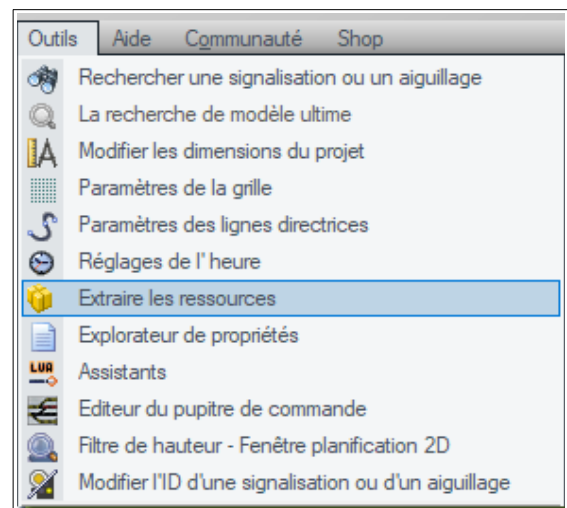 Outils Aide Communauté Shop
Rechercher une signalisation ou un aiguillage
La recherche de modèle ultime
Modifier les dimensions du projet
Paramètres de la grille
Paramètres des lignes directrices
Réglages de l' heure
Extraire les ressources
Explorateur de propriétés
LUA Assistants
Editeur du pupitre de commande
Filtre de hauteur - Fenêtre planification 2D
Modifier l'ID d'une signalisation ou d'un aiguillage